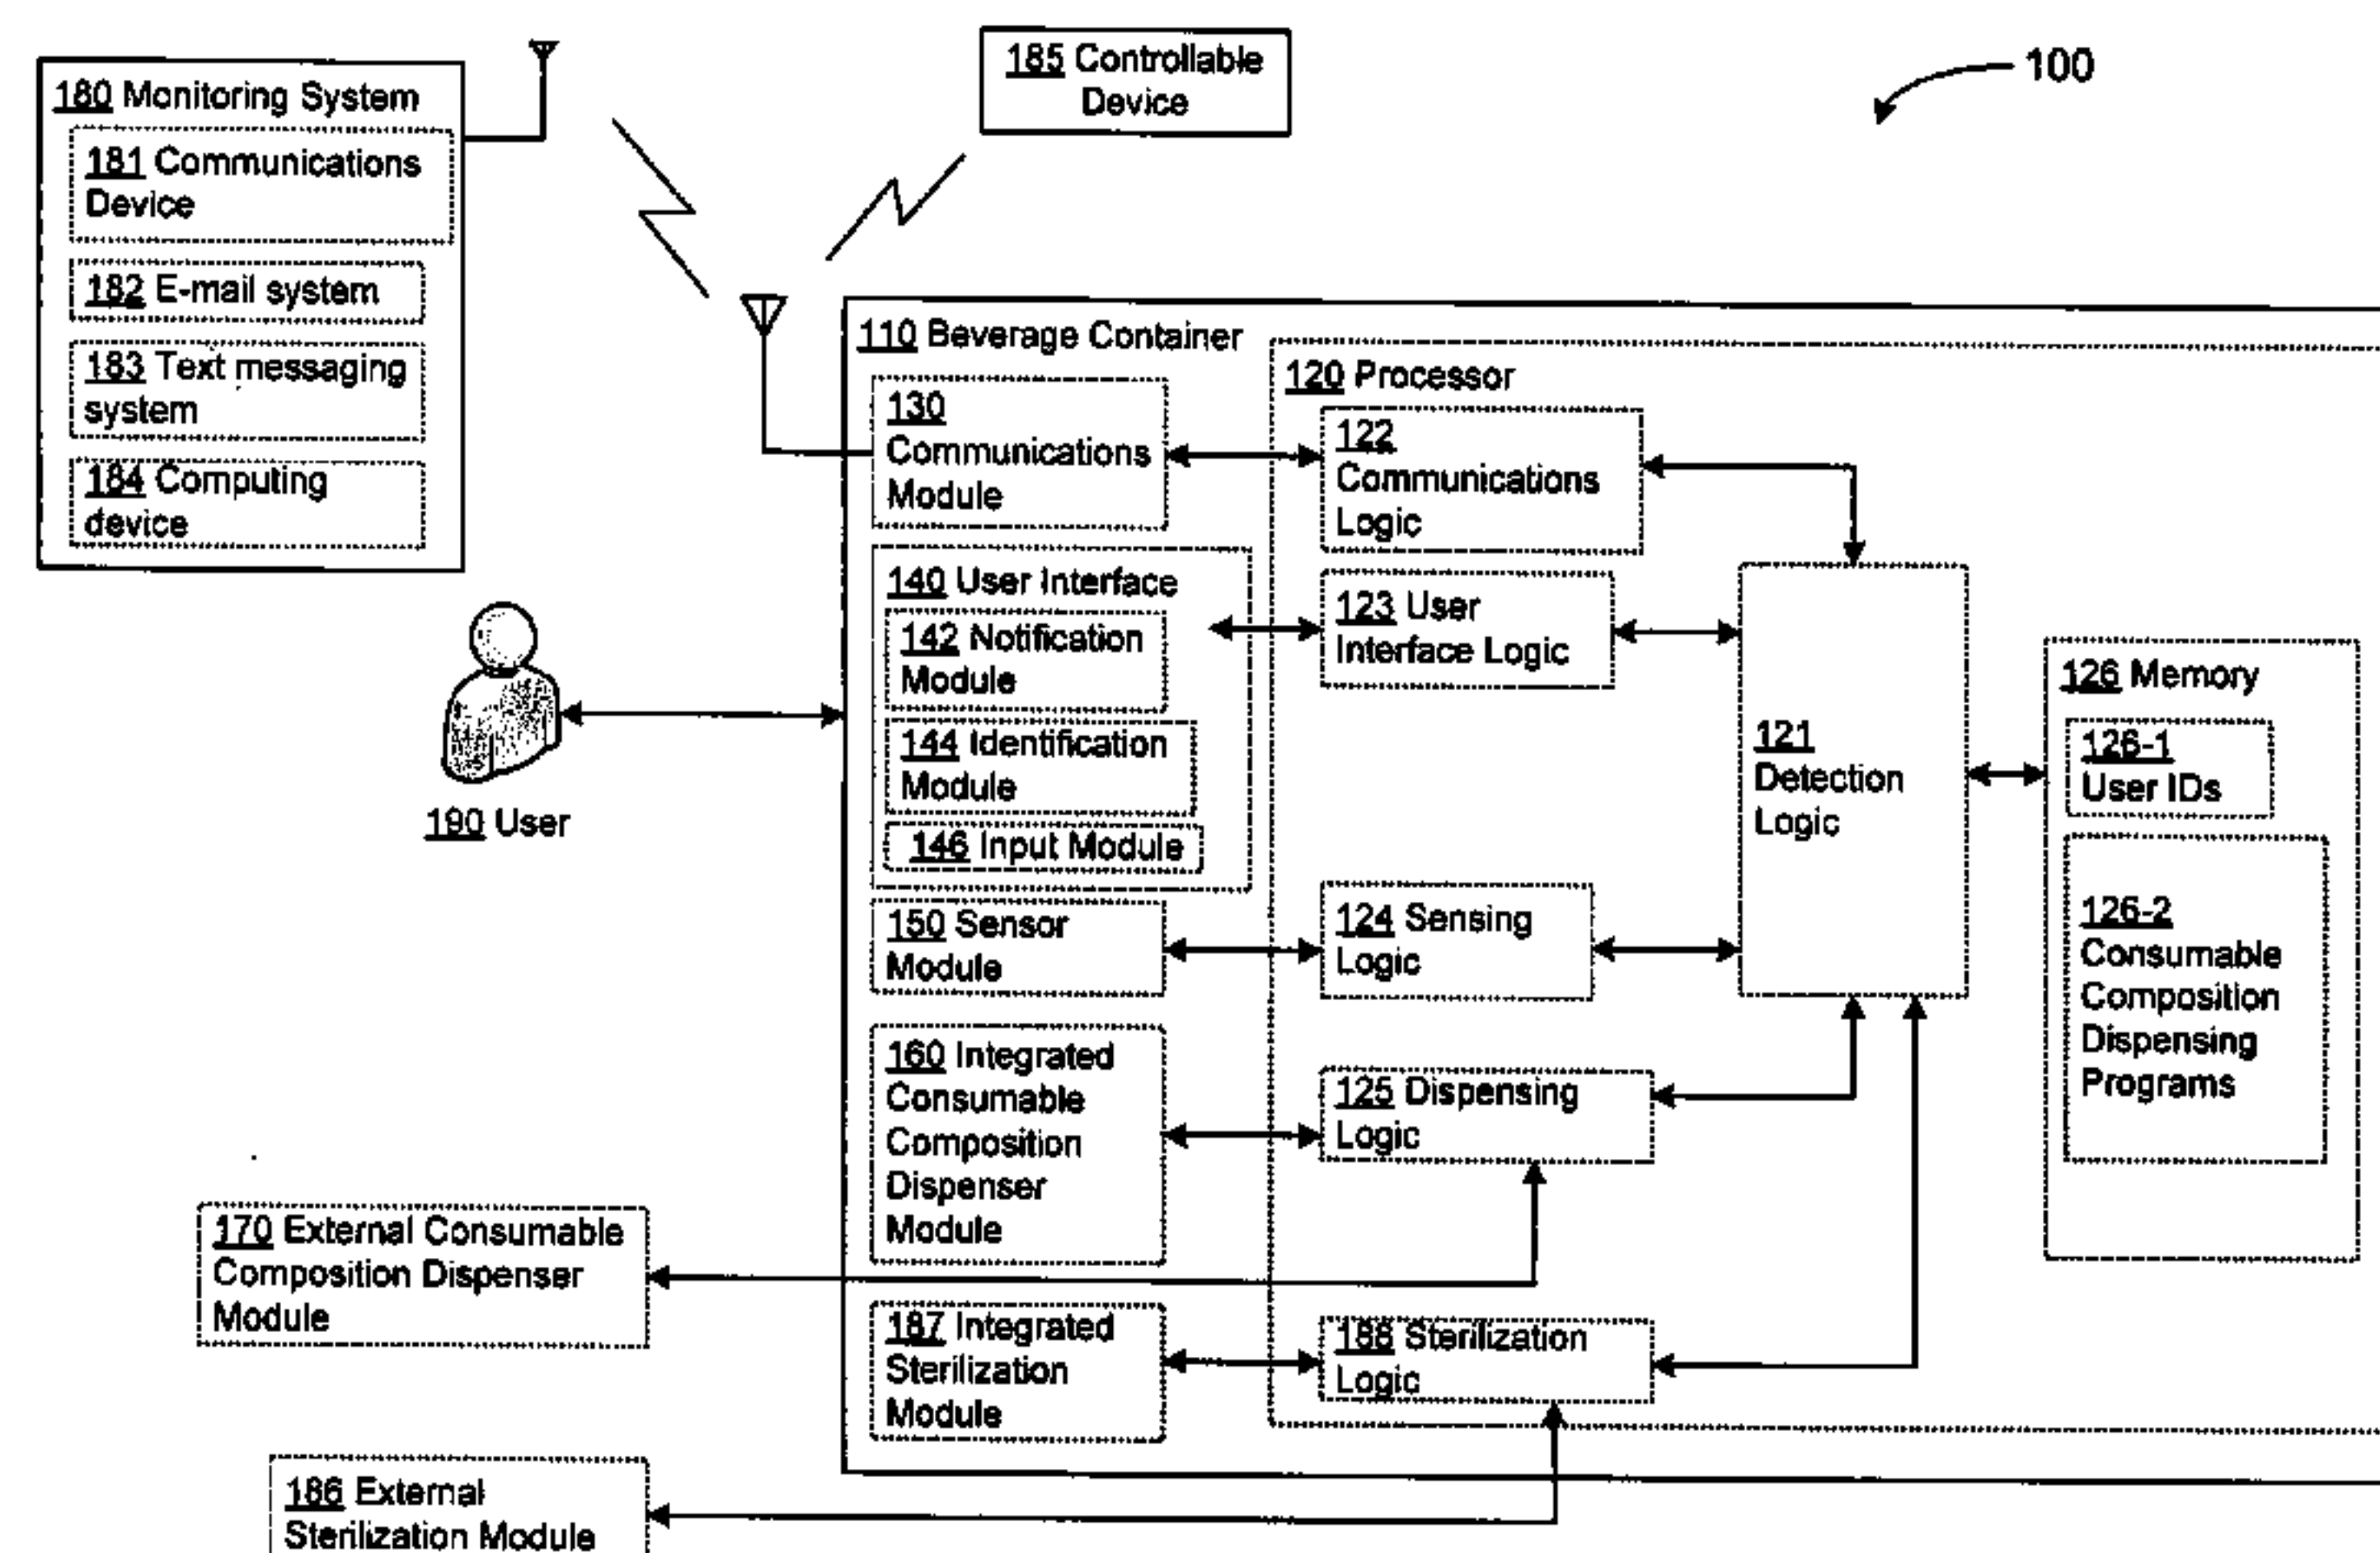 180 Monitoring System
181 Communications
Device
182 E-mail system
183 Text messaging
system
184 Computing
device
185 Controllable
Device
100
190 User
110 Beverage Container
130
Communications
Module
140 User Interface
142 Notification
Module
144 Identification
Module
146 Input Module
150 Sensor
Module
160 Integrated
Consumable
Composition
Dispenser
Module
187 Integrated
Sterilization
Module
120 Processor
122
Communications
Logic
123 User
Interface Logic
124 Sensing
Logic
125 Dispensing
Logic
188 Sterilization
Logic
121
Detection
Logic
126 Memory
126-1
User IDs
126-2
Consumable
Composition
Dispensing
Programs
170 External Consumable
Composition Dispenser
Module
186 External
Sterilization Module